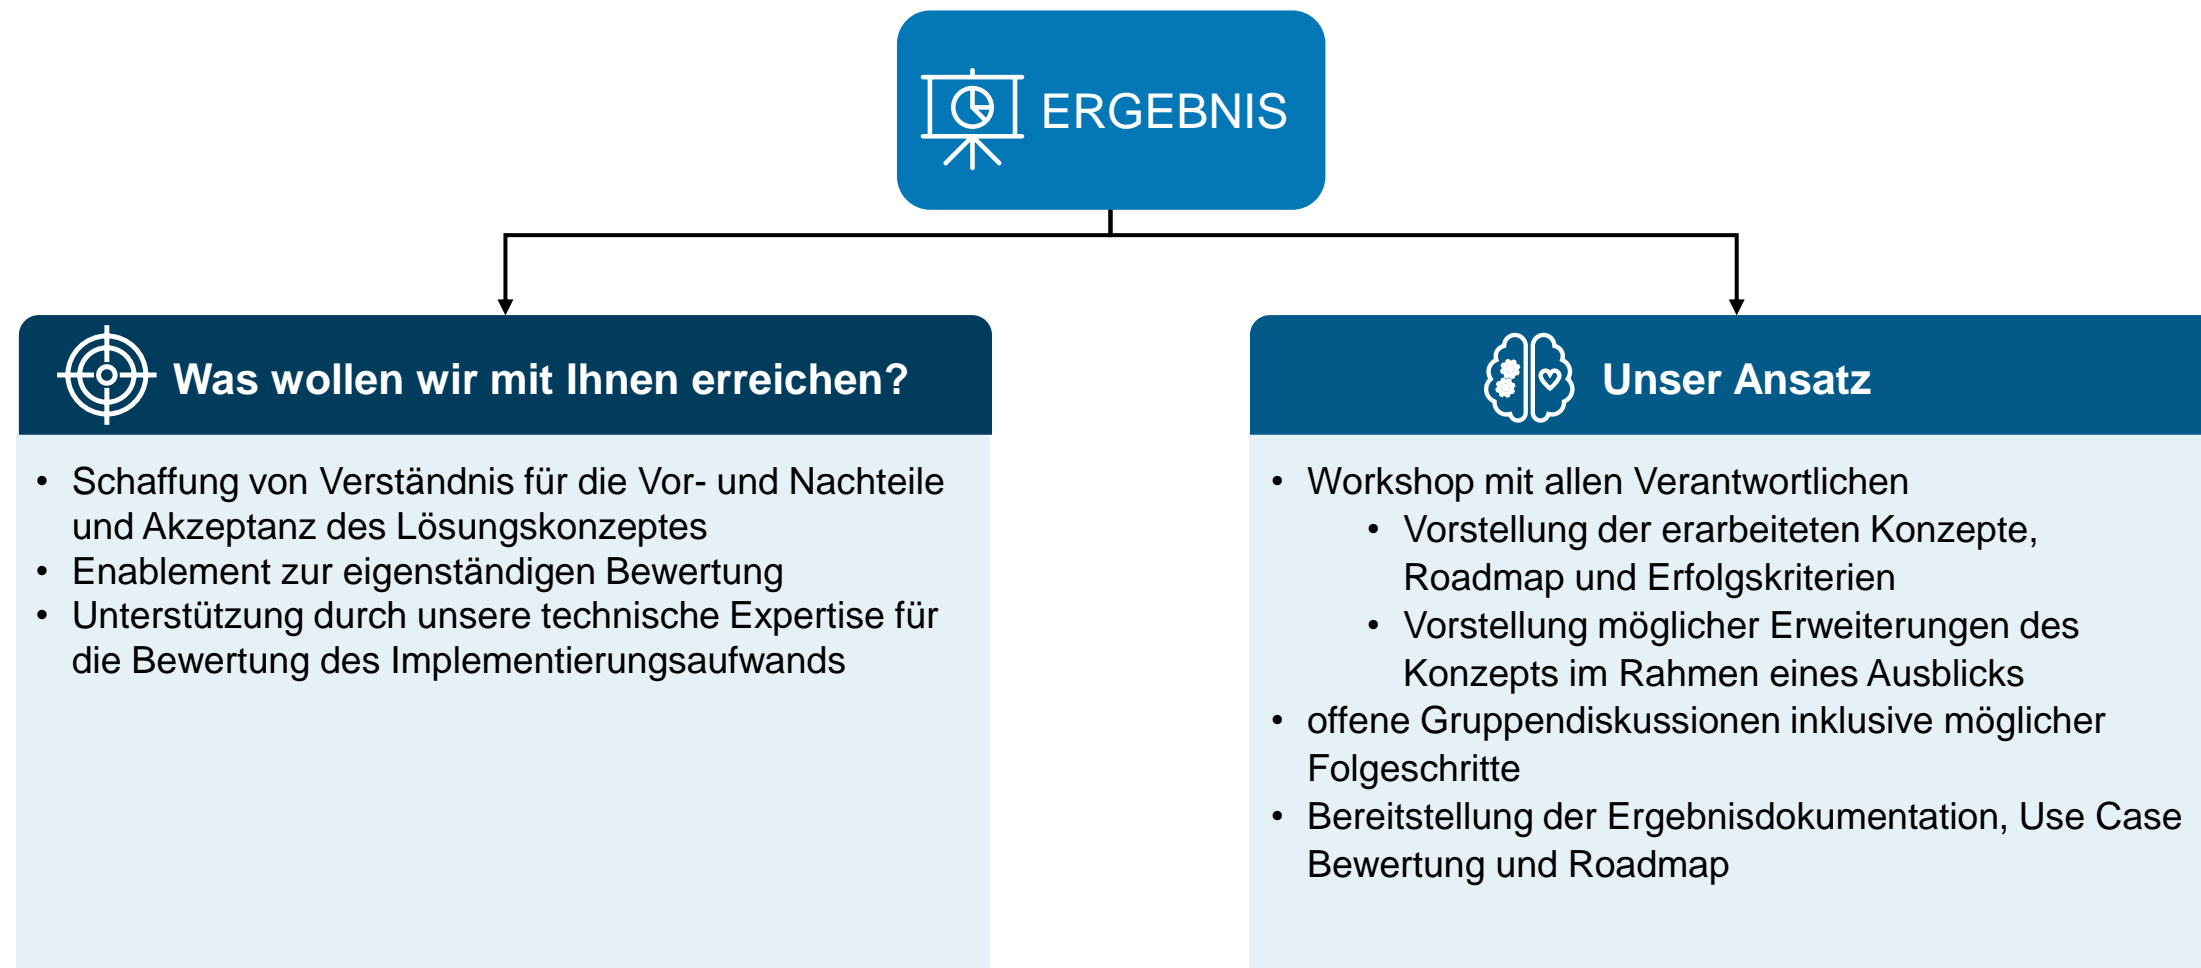 ERGEBNIS
Was wollen wir mit Ihnen erreichen?
• Schaffung von Verständnis für die Vor- und Nachteile
und Akzeptanz des Lösungskonzeptes
• Enablement zur eigenständigen Bewertung
• Unterstützung durch unsere technische Expertise für
die Bewertung des Implementierungsaufwands
Unser Ansatz
• Workshop mit allen Verantwortlichen
• Vorstellung der erarbeiteten Konzepte,
Roadmap und Erfolgskriterien
• Vorstellung möglicher Erweiterungen des
Konzepts im Rahmen eines Ausblicks
• offene Gruppendiskussionen inklusive möglicher
Folgeschritte
• Bereitstellung der Ergebnisdokumentation, Use Case
Bewertung und Roadmap